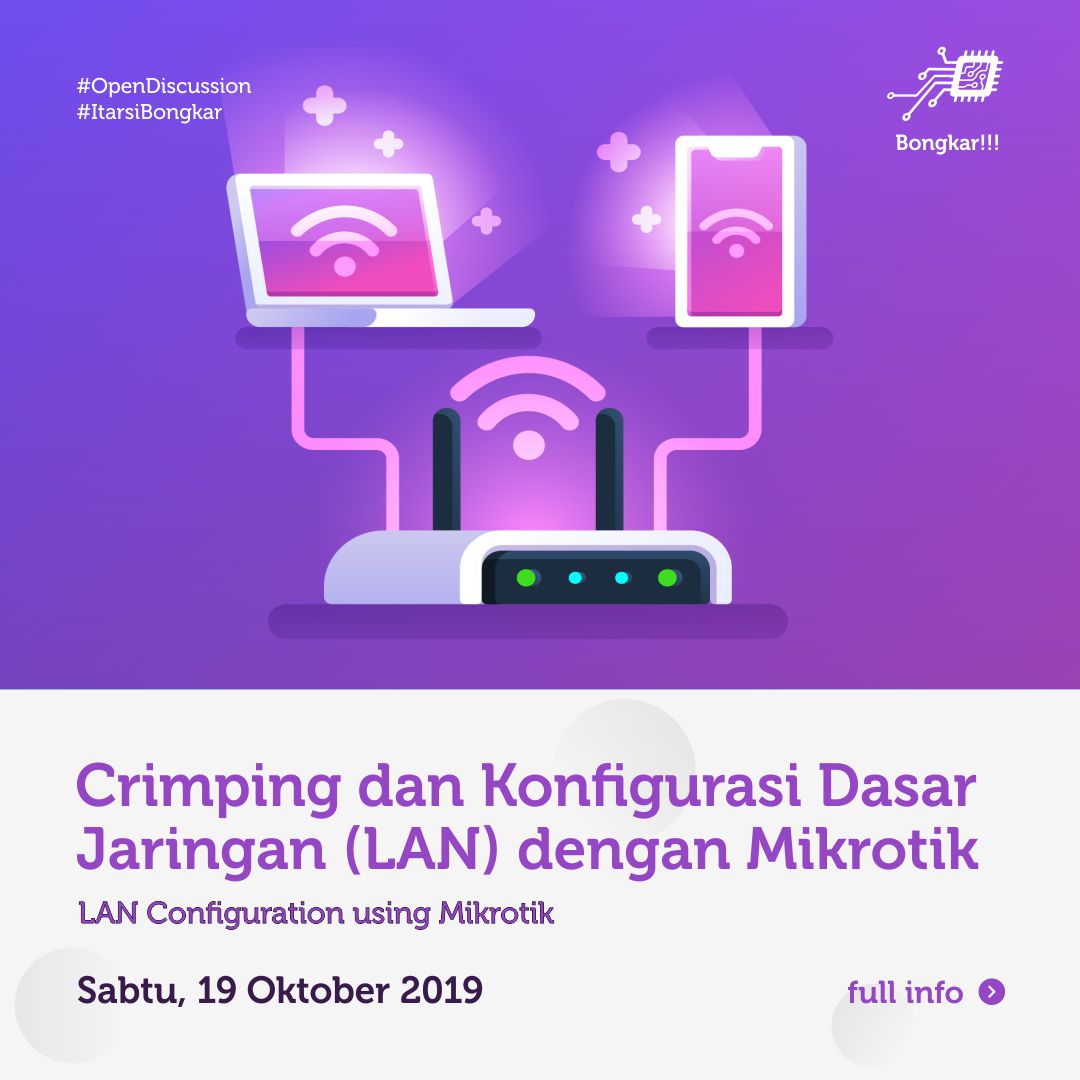 #OpenDiscussion
#ItarsiBongkar
Bongkar!!!
Crimping dan Konfigurasi Dasar
Jaringan (LAN) dengan Mikrotik
LAN Configuration using Mikrotik
Sabtu, 19 Oktober 2019
full info